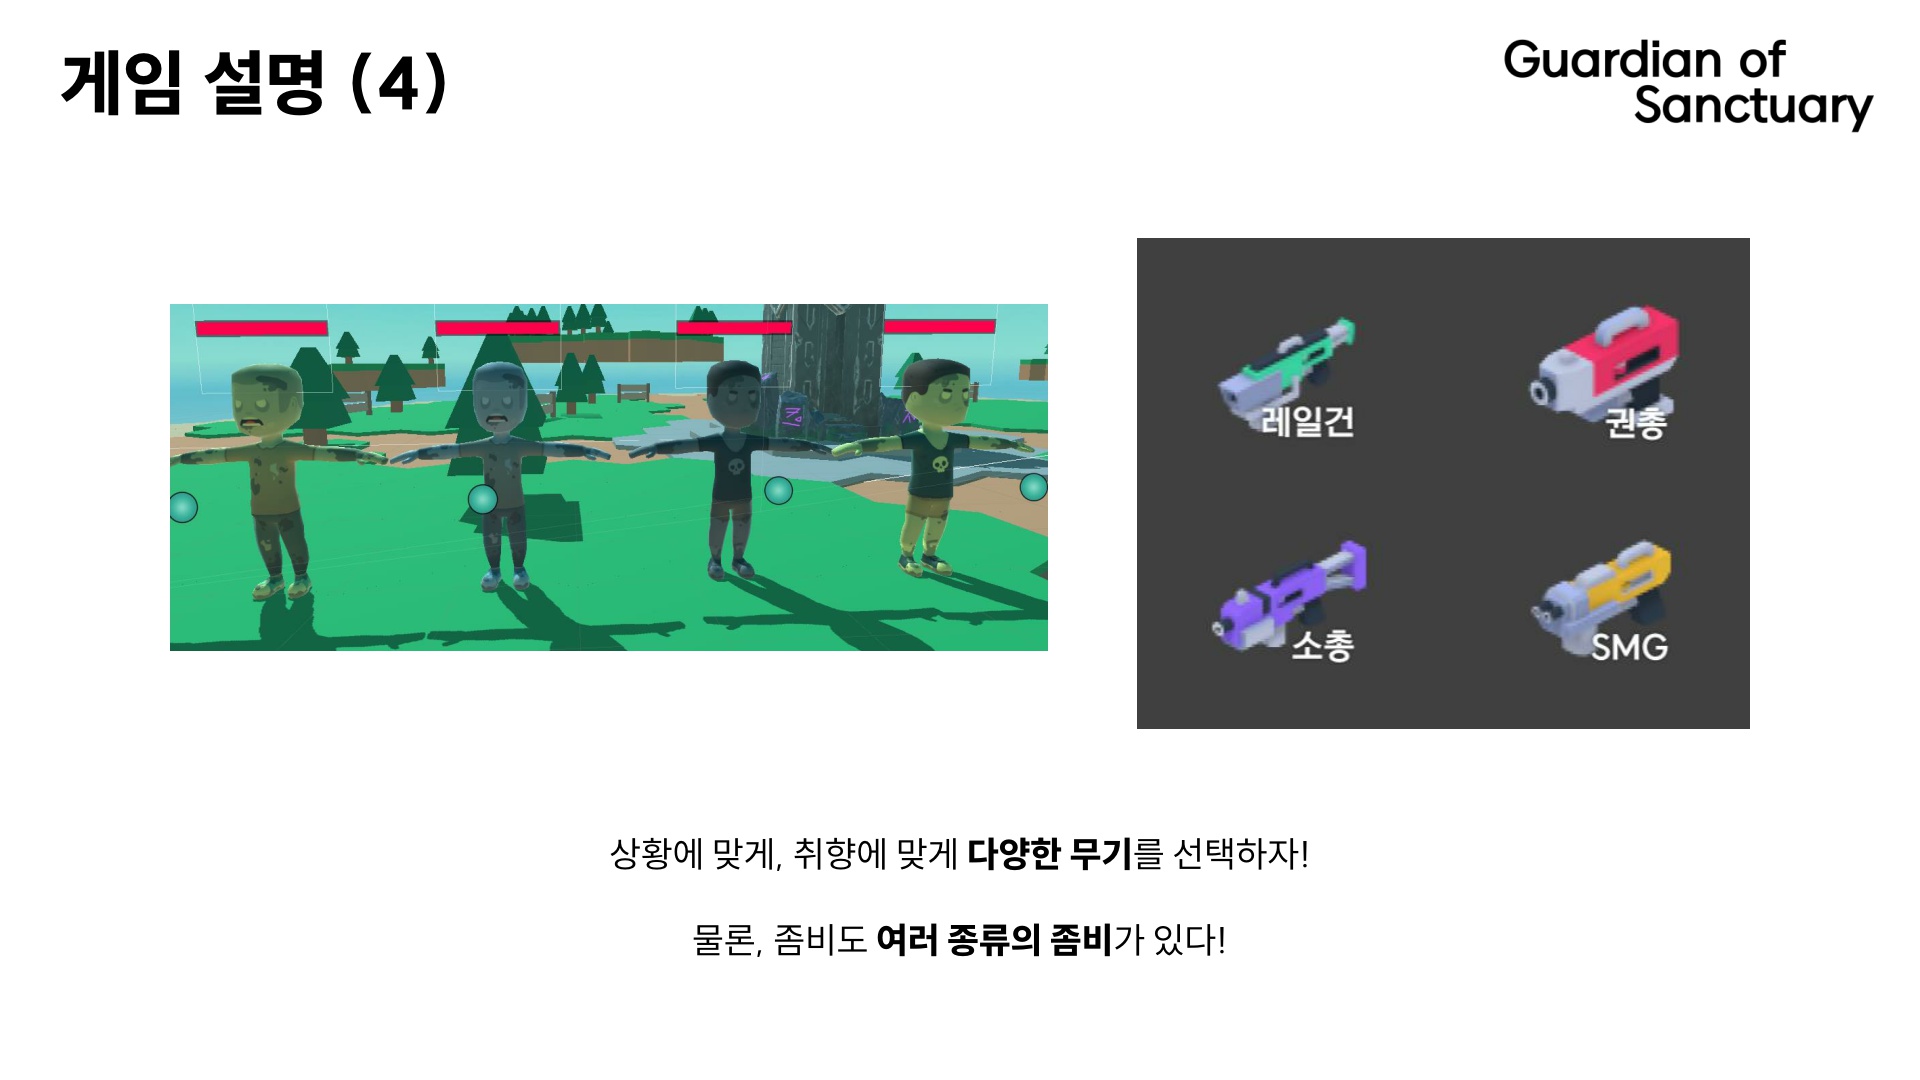 게임 설명 (4)
Guardian of
Sanctuary
레일건
권총
소총
SMG
상황에 맞게, 취향에 맞게 다양한 무기를 선택하자!
물론, 좀비도 여러 종류의 좀비가 있다!